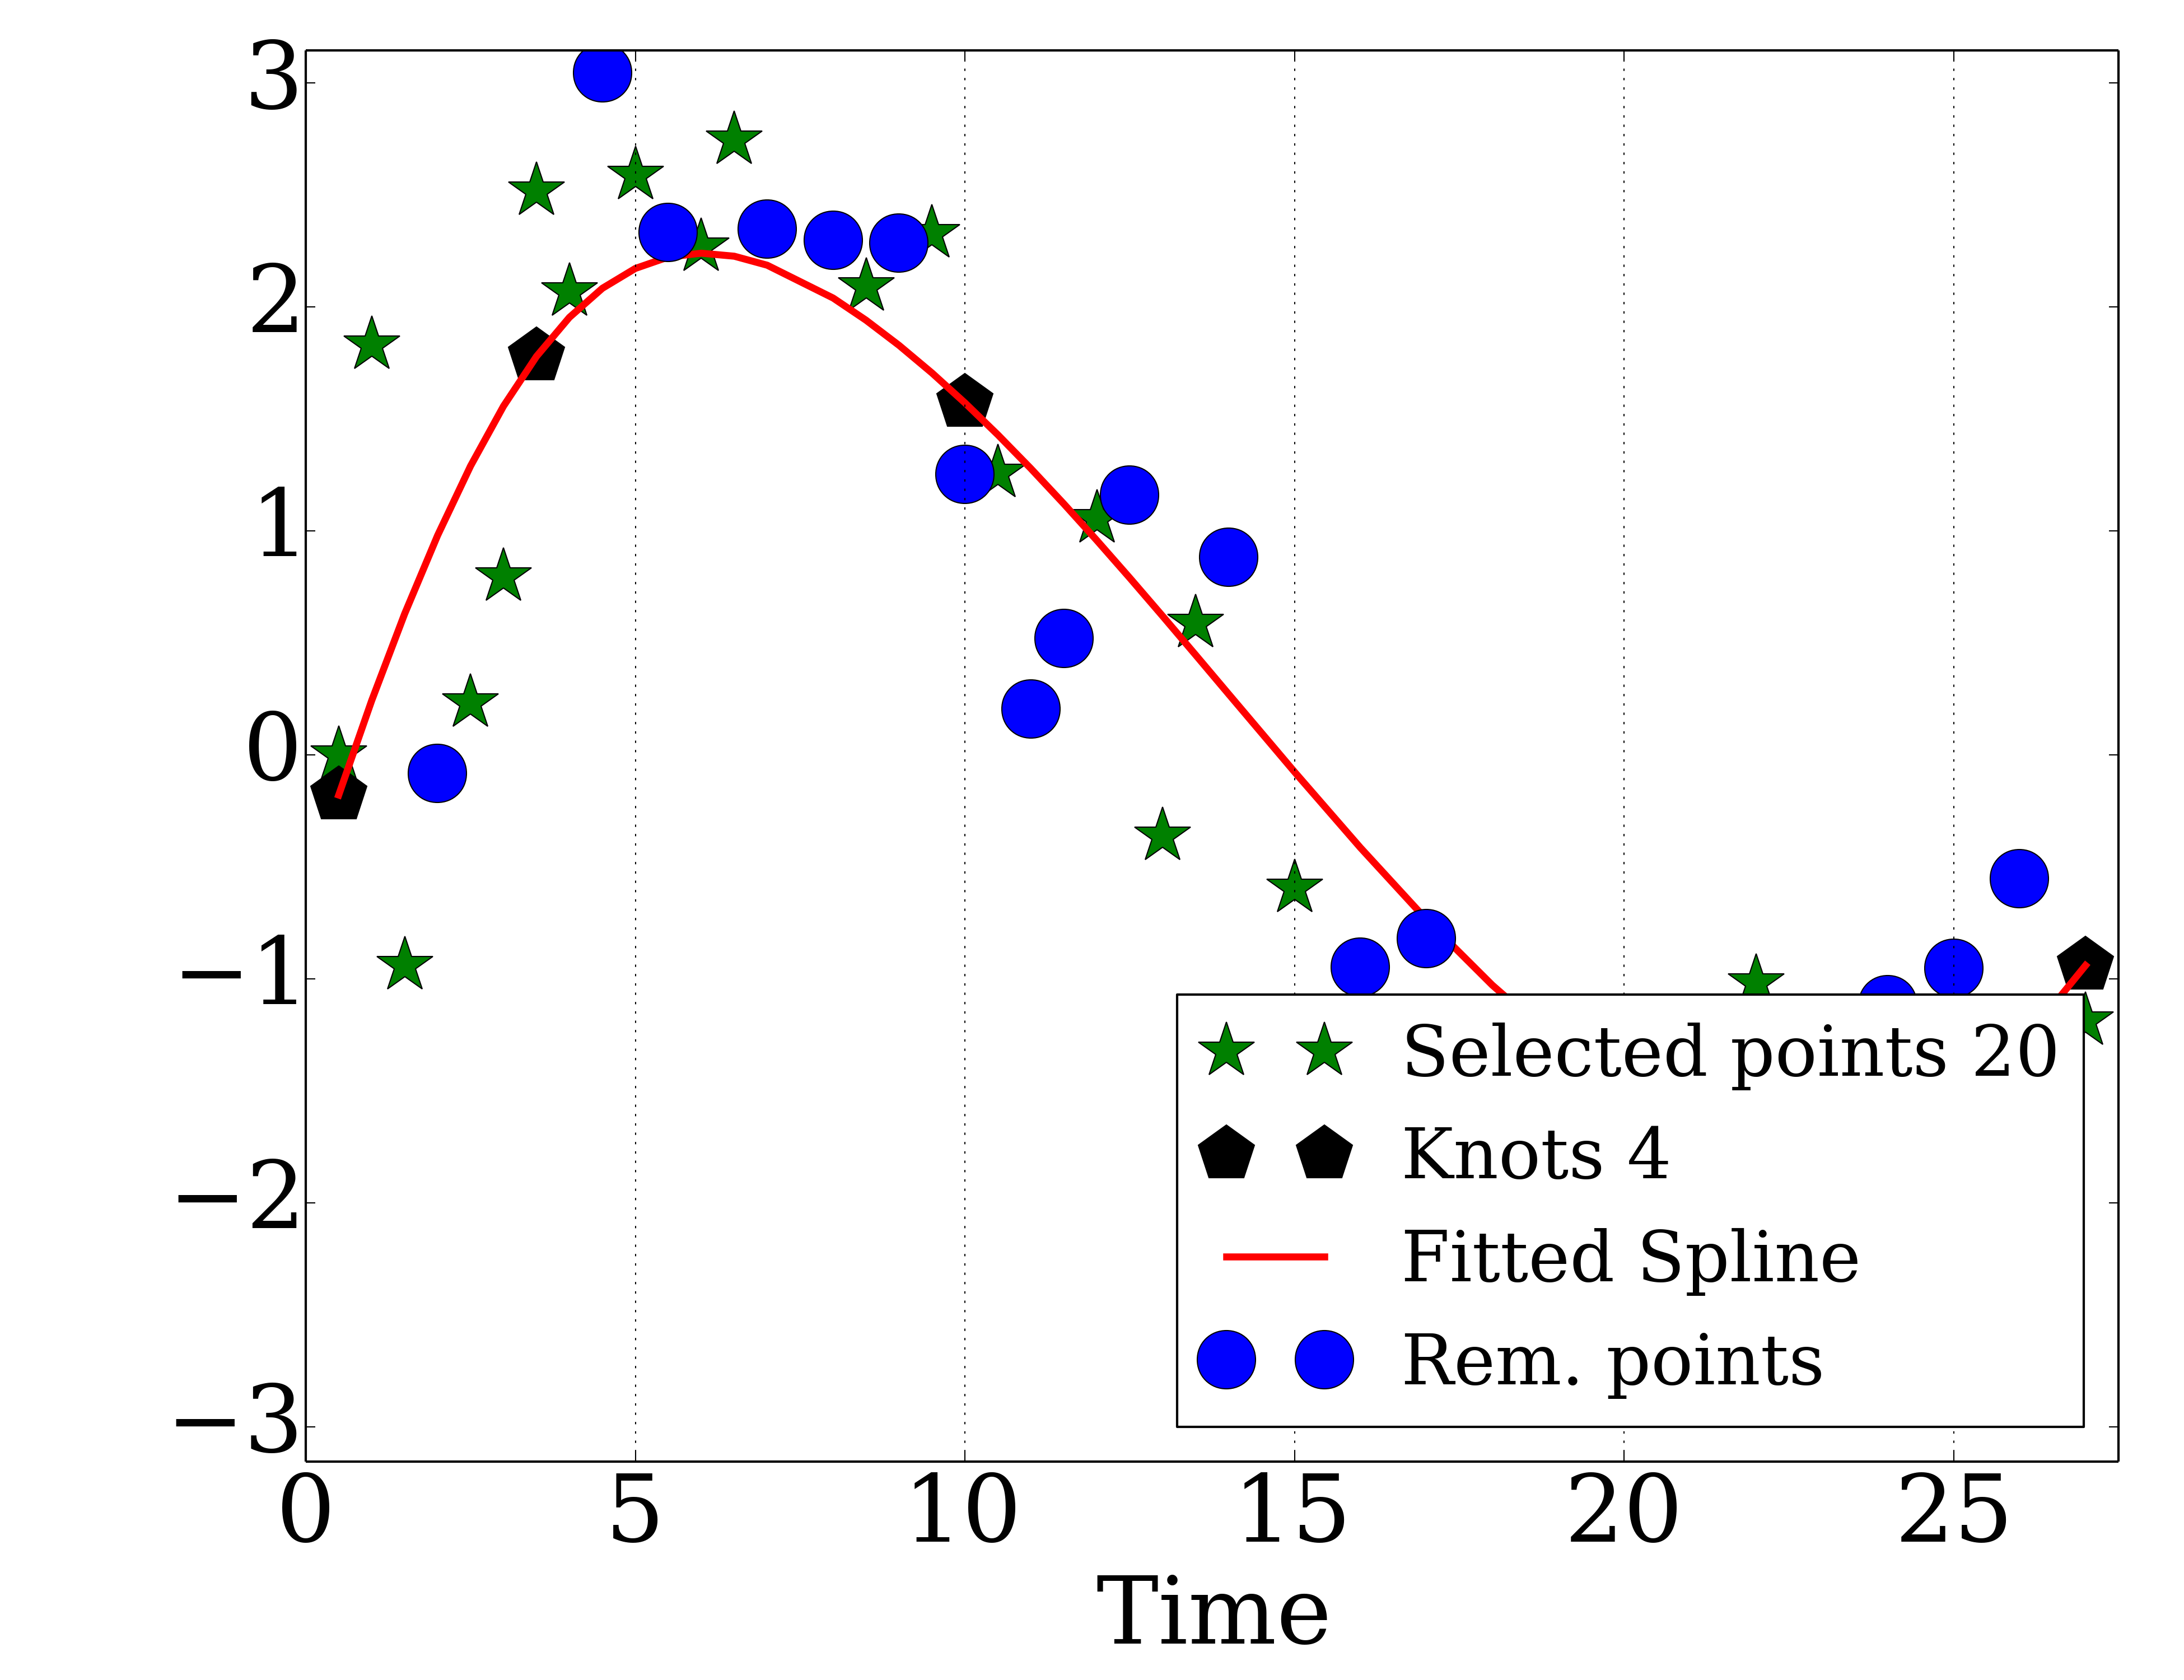 3
2
1
0
−1
−2
−3
Selected points 20
Knots 4
Fitted Spline
Rem. points
0 5 10 15 20 25
Time